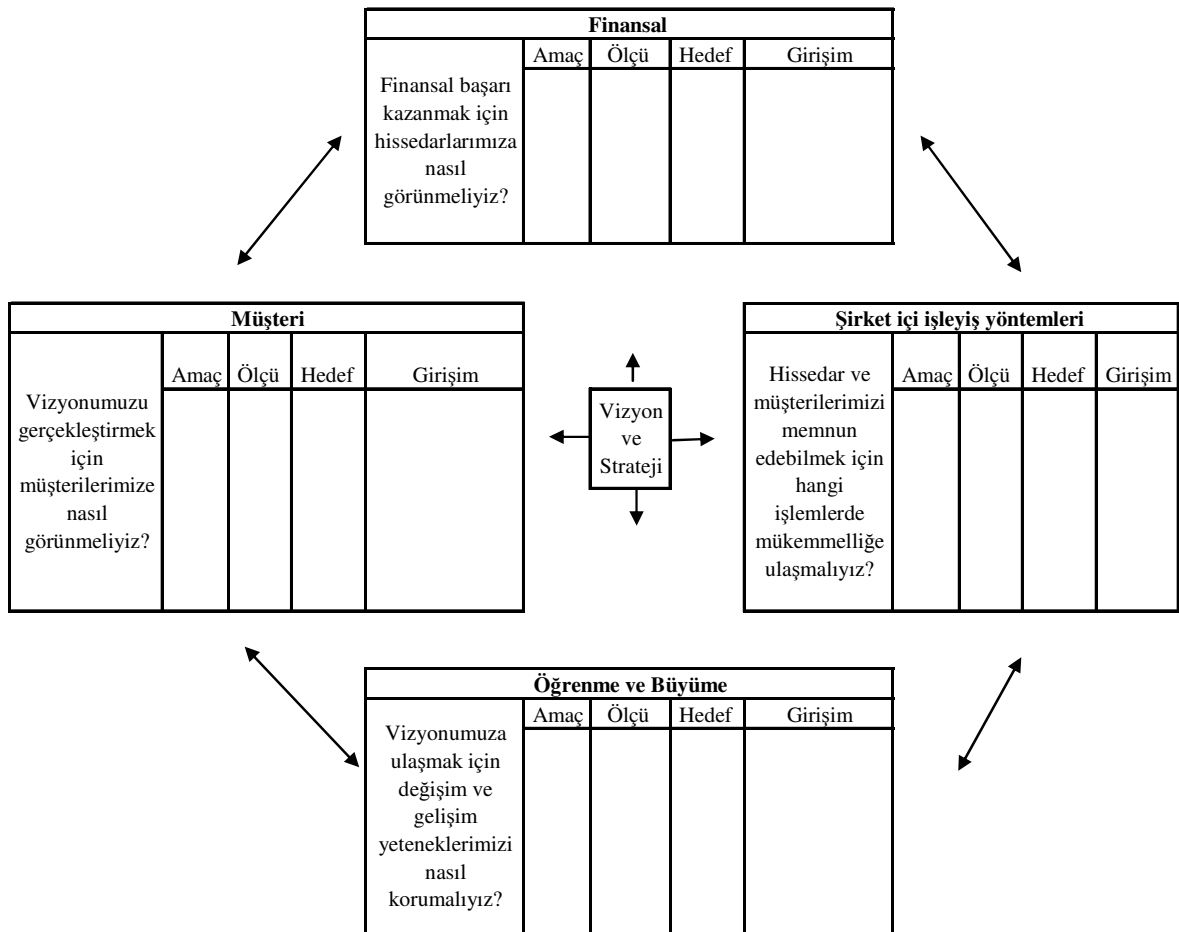 Finansal
Amaç Ölçü Hedef Girişim
Finansal başarı
kazanmak için
hissedarlarımıza
nasıl
görünmeliyiz?
Müşteri
Amaç Ölçü Hedef Girişim
Vizyonumuzu
gerçekleştirmek
için
müşterilerimize
nasıl
görünmeliyiz?
Vizyon
ve
Strateji
Şirket içi işleyiş yöntemleri
Amaç Ölçü Hedef Girişim
Hissedar ve
müşterilerimizi
memnun
edebilmek için
hangi
işlemlerde
mükemmelliğe
ulaşmalıyız?
Öğrenme ve Büyüme
Amaç Ölçü Hedef Girişim
Vizyonumuza
ulaşmak için
değişim ve
gelişim
yeteneklerimizi
nasıl
korumalıyız?